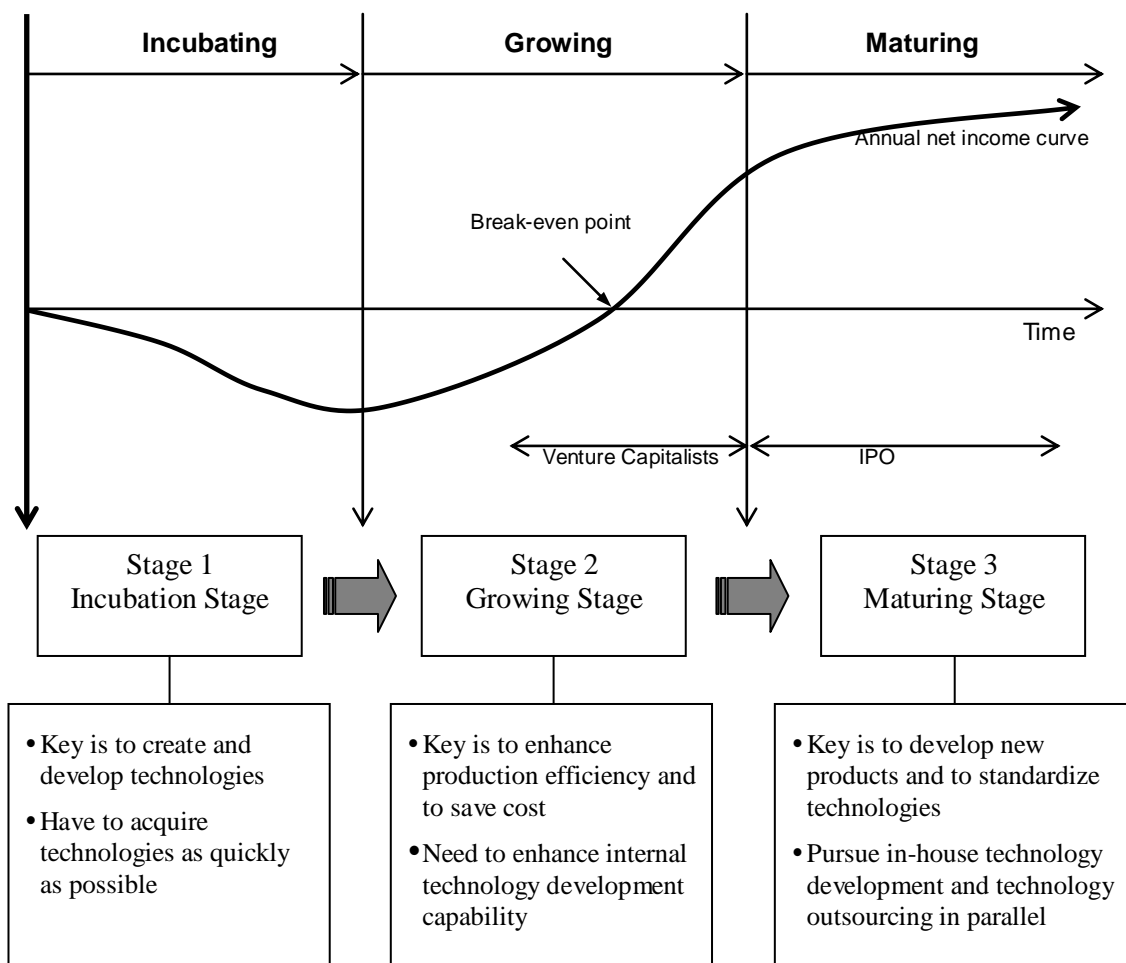 Incubating
Growing
Maturing
Annual net income curve
Break-even point
Time
Venture Capitalists
IPO
Stage 1
Incubation Stage
Stage 2
Growing Stage
Stage 3
Maturing Stage
• Key is to create and
develop technologies
• Have to acquire
technologies as quickly
as possible
• Key is to enhance
production efficiency and
to save cost
• Need to enhance internal
technology development
capability
• Key is to develop new
products and to standardize
technologies
• Pursue in-house technology
development and technology
outsourcing in parallel